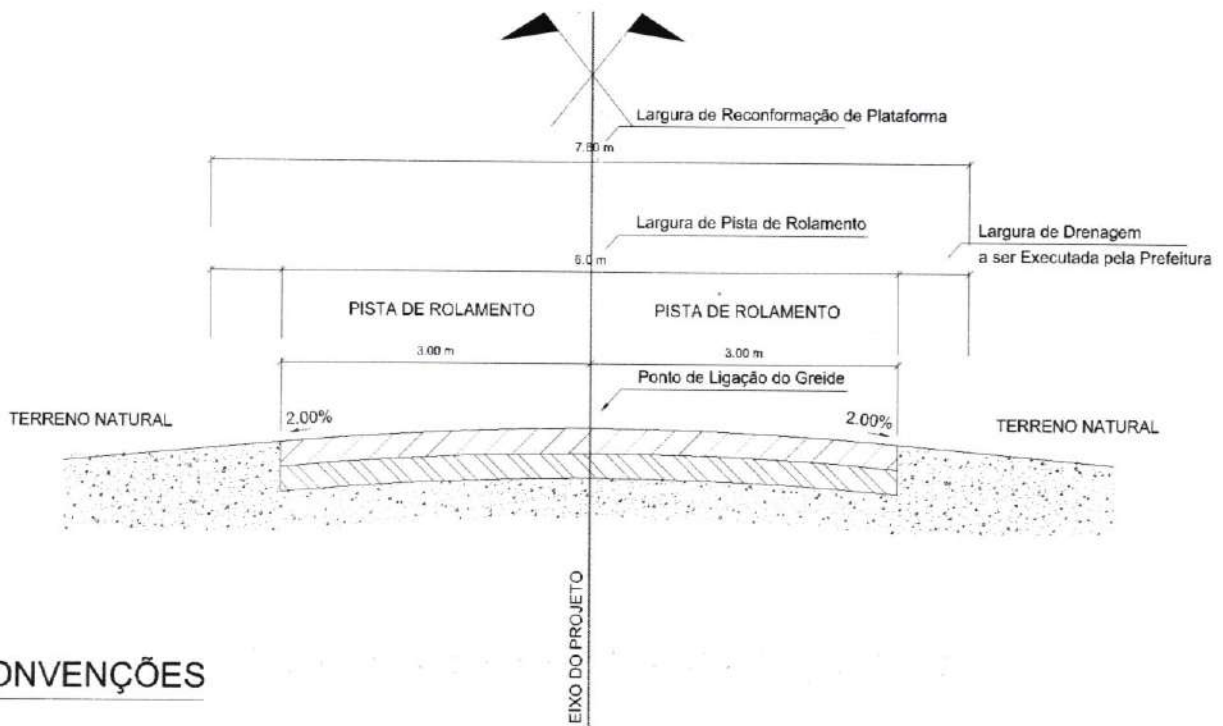 Largura de Reconformação de Plataforma
7.80 m
Largura de Pista de Rolamento
Largura de Drenagem
a ser Executada pela Prefeitura
6.0 m
PISTA DE ROLAMENTO
PISTA DE ROLAMENTO
3.00 m
3.00 m
Ponto de Ligação do Greide
TERRENO NATURAL
2.00%
2.00%
TERRENO NATURAL
EIXO DO PROJETO
ONVENÇÕES